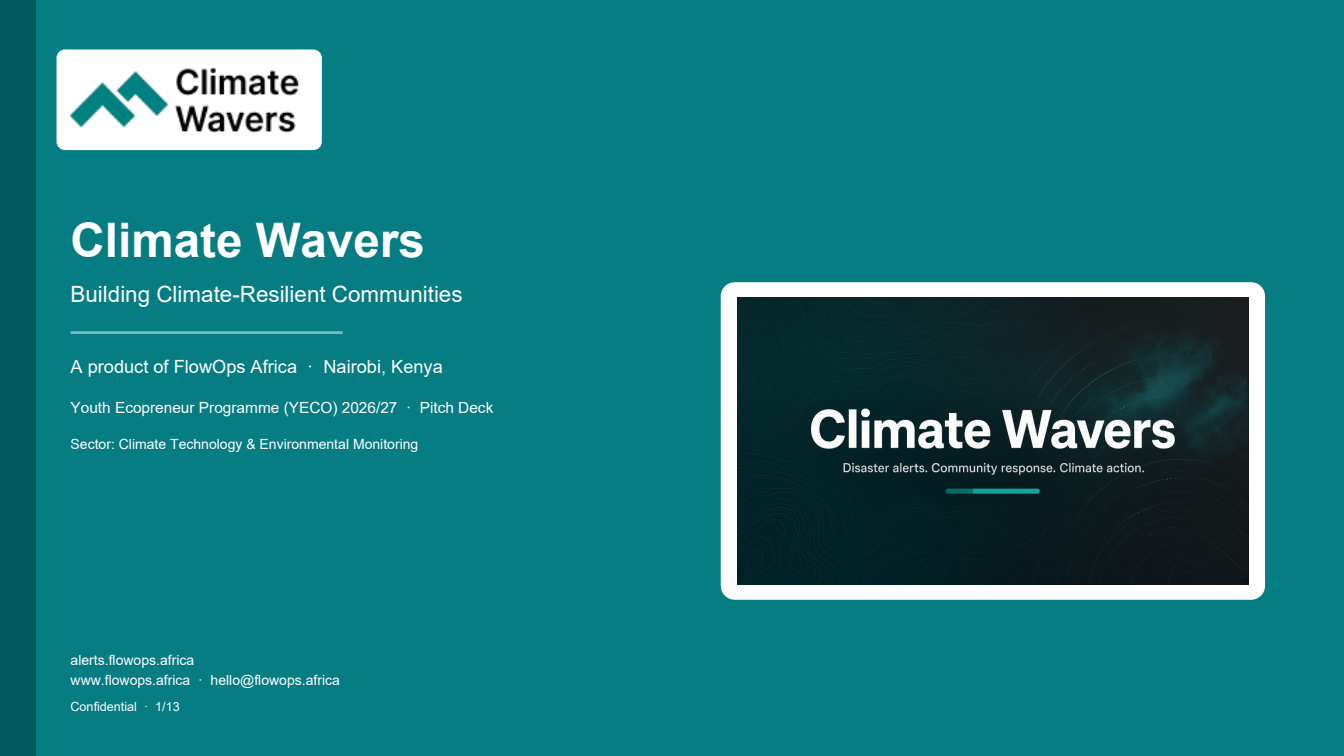 Climate
Wavers
Climate Wavers
Building Climate-Resilient Communities
A product of FlowOps Africa · Nairobi, Kenya
Youth Ecopreneur Programme (YECO) 2026/27 · Pitch Deck
Sector: Climate Technology & Environmental Monitoring
Climate Wavers
Disaster alerts. Community response. Climate action.
alerts.flowops.africa
www.flowops.africa · hello@flowops.africa
Confidential · 1/13